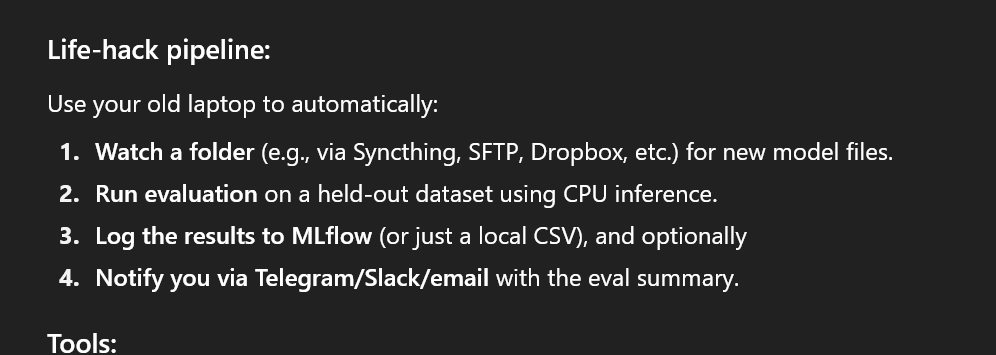 Life-hack pipeline:
Use your old laptop to automatically:
1. Watch a folder (e.g., via Syncthing, SFTP, Dropbox, etc.) for new model files.
2. Run evaluation on a held-out dataset using CPU inference.
3. Log the results to MLflow (or just a local CSV), and optionally
4. Notify you via Telegram/Slack/email with the eval summary.
Tools: